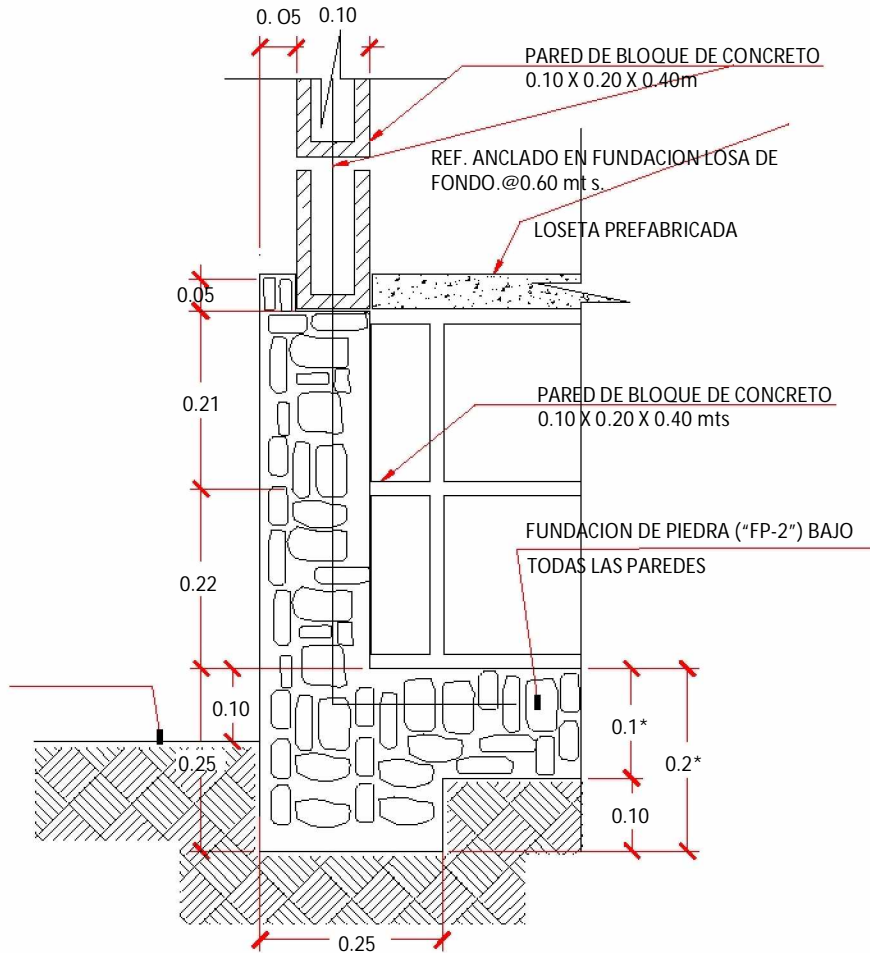 0. O5 0.10
PARED DE BLOQUE DE CONCRETO
0.10 X 0.20 X 0.40m
REF. ANCLADO EN FUNDACION LOSA DE
FONDO.@0.60 mt s.
LOSETA PREFABRICADA
0.05
0.21
PARED DE BLOQUE DE CONCRETO
0.10 X 0.20 X 0.40 mts
FUNDACION DE PIEDRA (“FP-2”) BAJO
TODAS LAS PAREDES
0.22
0.10
0.1*
0.25
0.2*
0.10
0.25